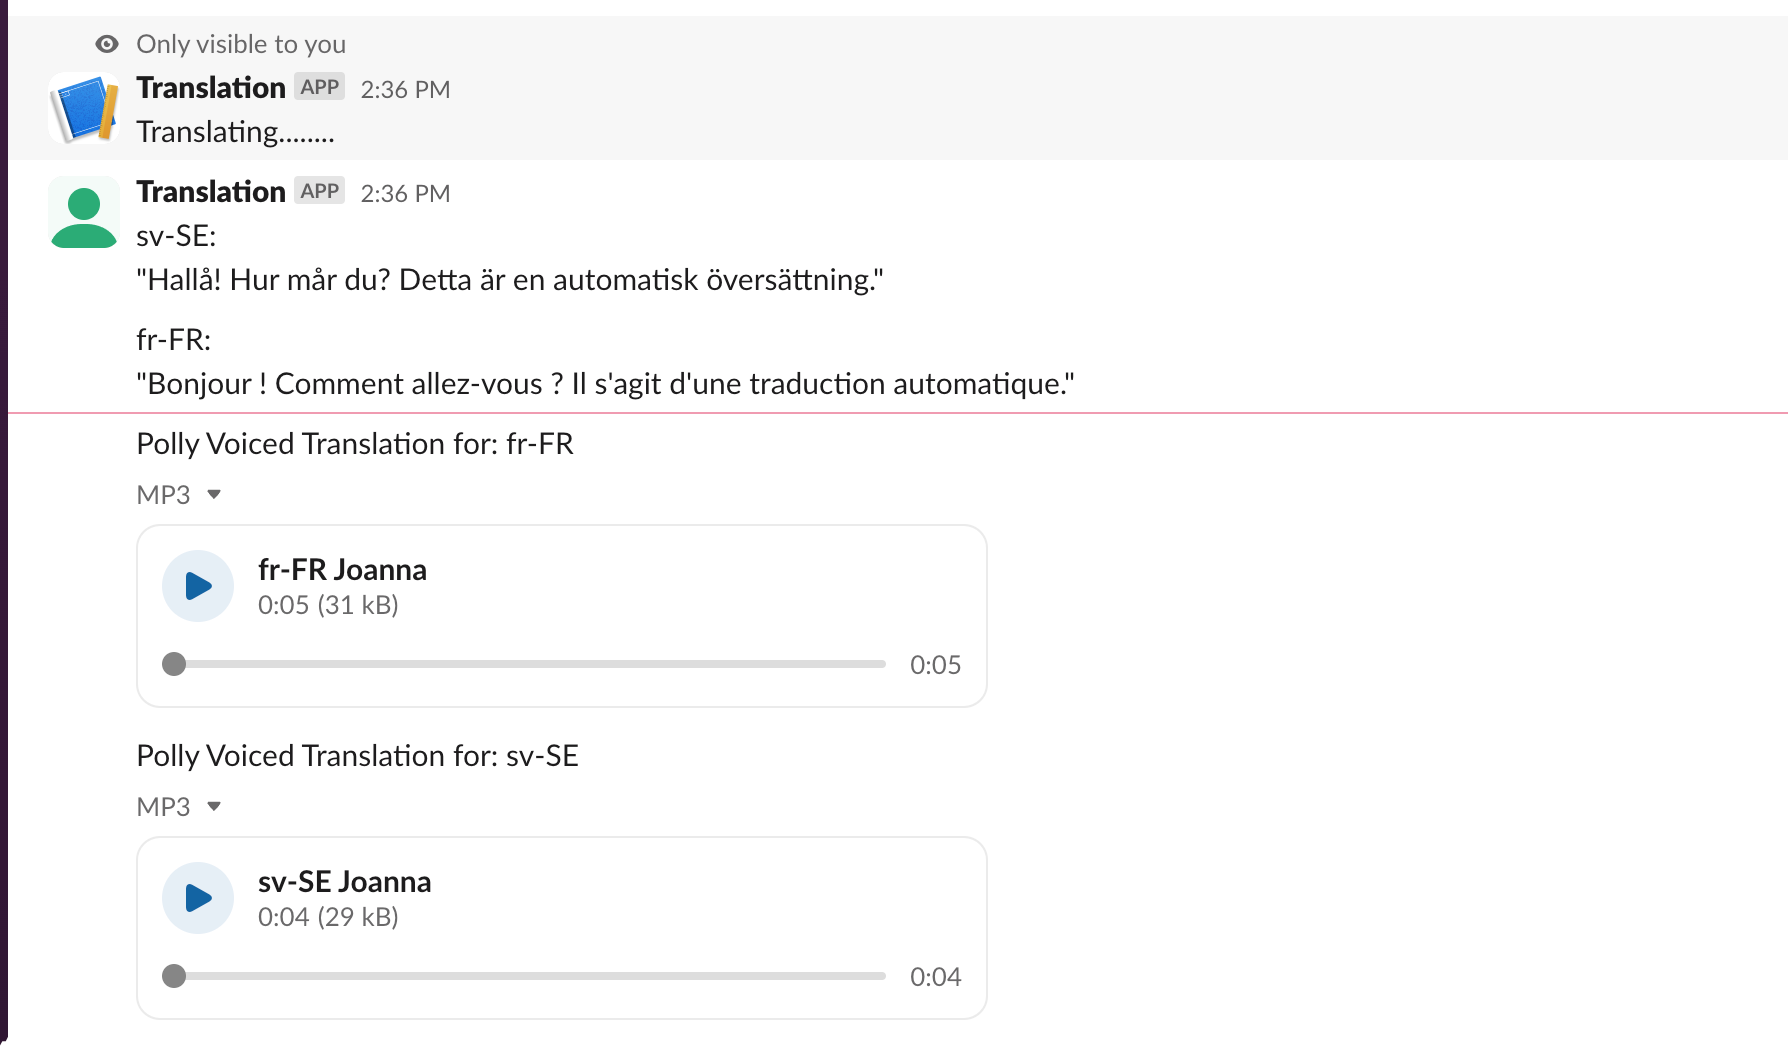 Only visible to you
Translation APP 2:36 PM
Translating........
Translation APP 2:36 PM
sv-SE:
"Hallå! Hur mår du? Detta är en automatisk översättning."
fr-FR:
"Bonjour ! Comment allez-vous ? Il s'agit d'une traduction automatique."
Polly Voiced Translation for: fr-FR
MP3
fr-FR Joanna
0:05 (31 kB)
0:05
Polly Voiced Translation for: sv-SE
MP3
sv-SE Joanna
0:04 (29 kB)
0:04